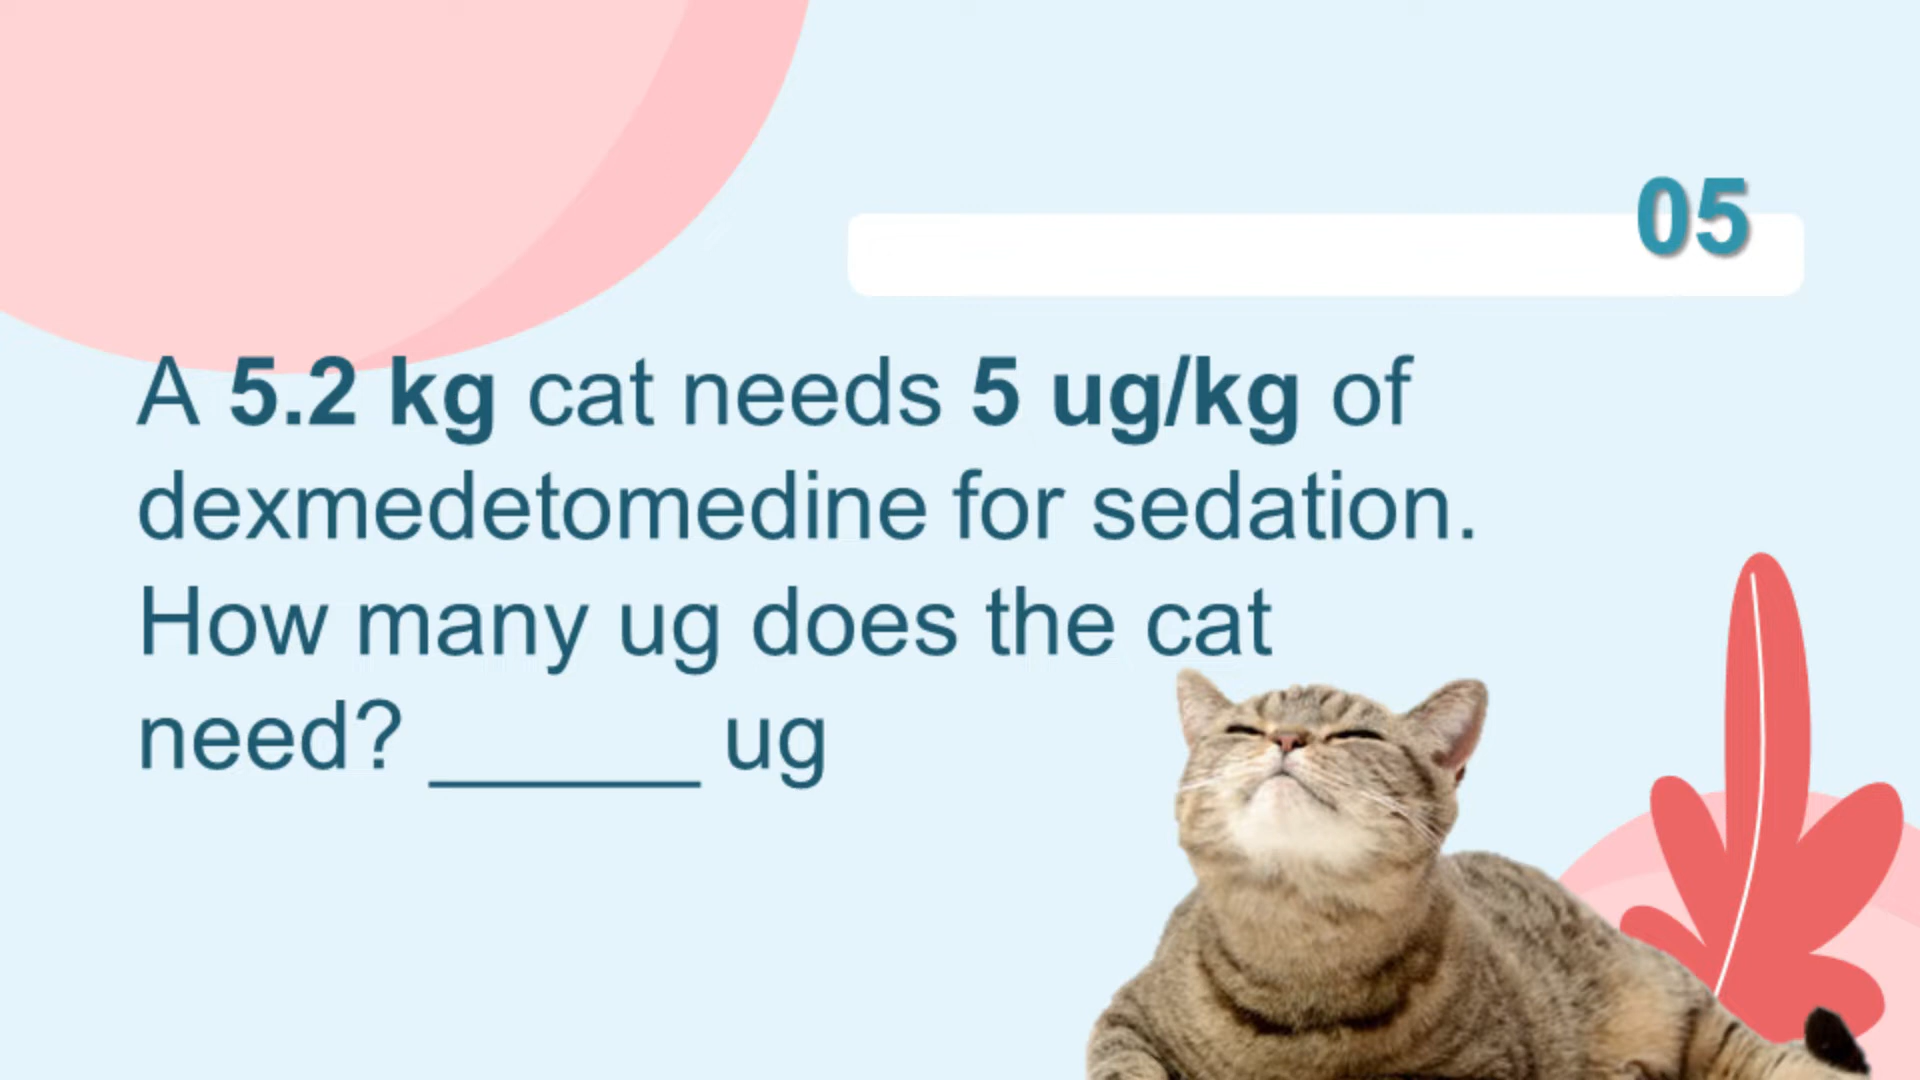 05
A 5.2 kg cat needs 5 ug/kg of
dexmedetomedine for sedation.
How many ug does the cat
need? ______ ug